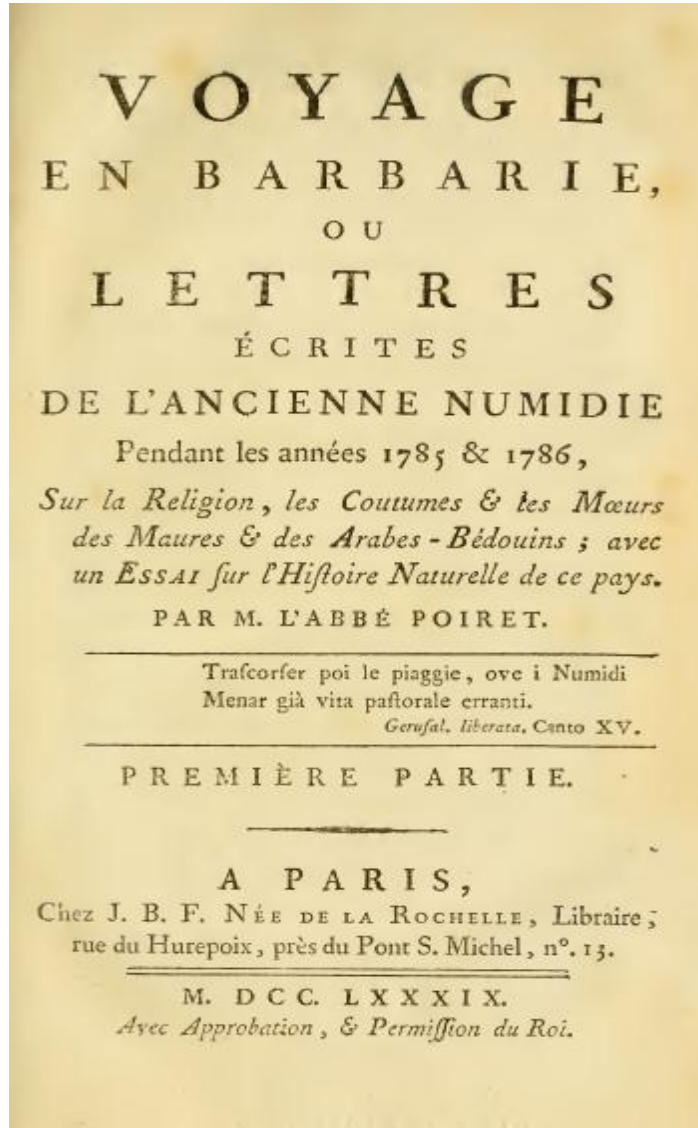 VOYAGE
EN BARBARIE,
OU
LETTRES
ÉCRITES
DE L'ANCIENNE NUMIDIE
Pendant les années 1785 & 1786,
Sur la Religion, les Coutumes & les Mœurs
des Maures & des Arabes-Bédouins ; avec
un ESSAI ſur l'Hiſtoire Naturelle de ce pays.
PAR M. L'ABBÉ POIRET.
Traſcorſer poi le piaggie, ove i Numidi
Menar già vita paſtorale erranti.
Geruſal. liberata. Canto XV.
PREMIÈRE PARTIE.
A PARIS,
Chez J. B. F. NÉE DE LA ROCHELLE, Libraire ;
rue du Hurepoix, près du Pont S. Michel, n°. 13.
M. DCC. LXXXIX.
Avec Approbation, & Permiſſion du Roi.